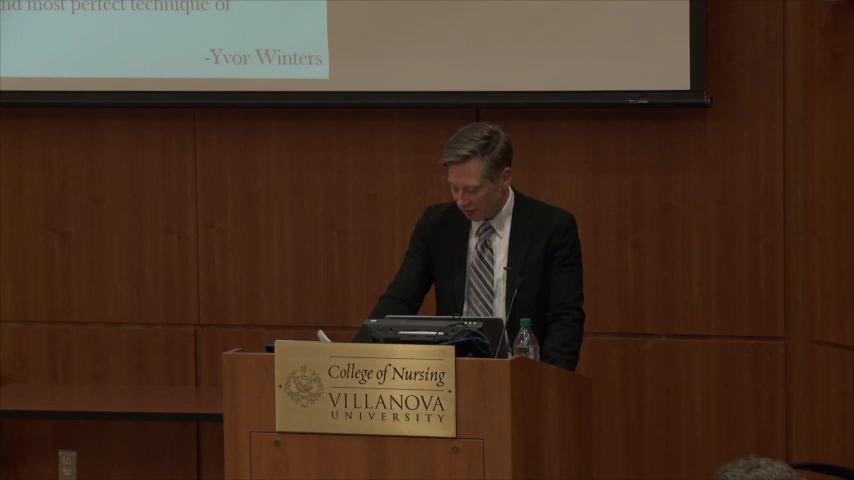 nd most perfect technique of
-Yvor Winters
College of Nursing
VILLANOVA
UNIVERSITY